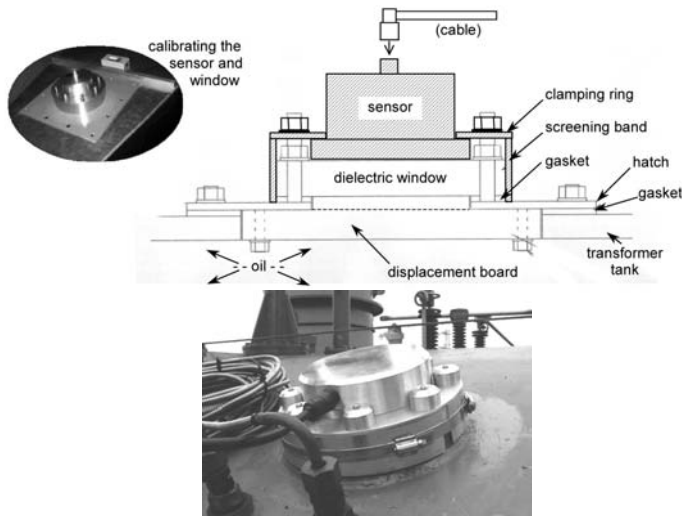 (cable)
calibrating the
sensor and
window
sensor
clamping ring
screening band
gasket
hatch
dielectric window
gasket
oil
displacement board
transformer
tank